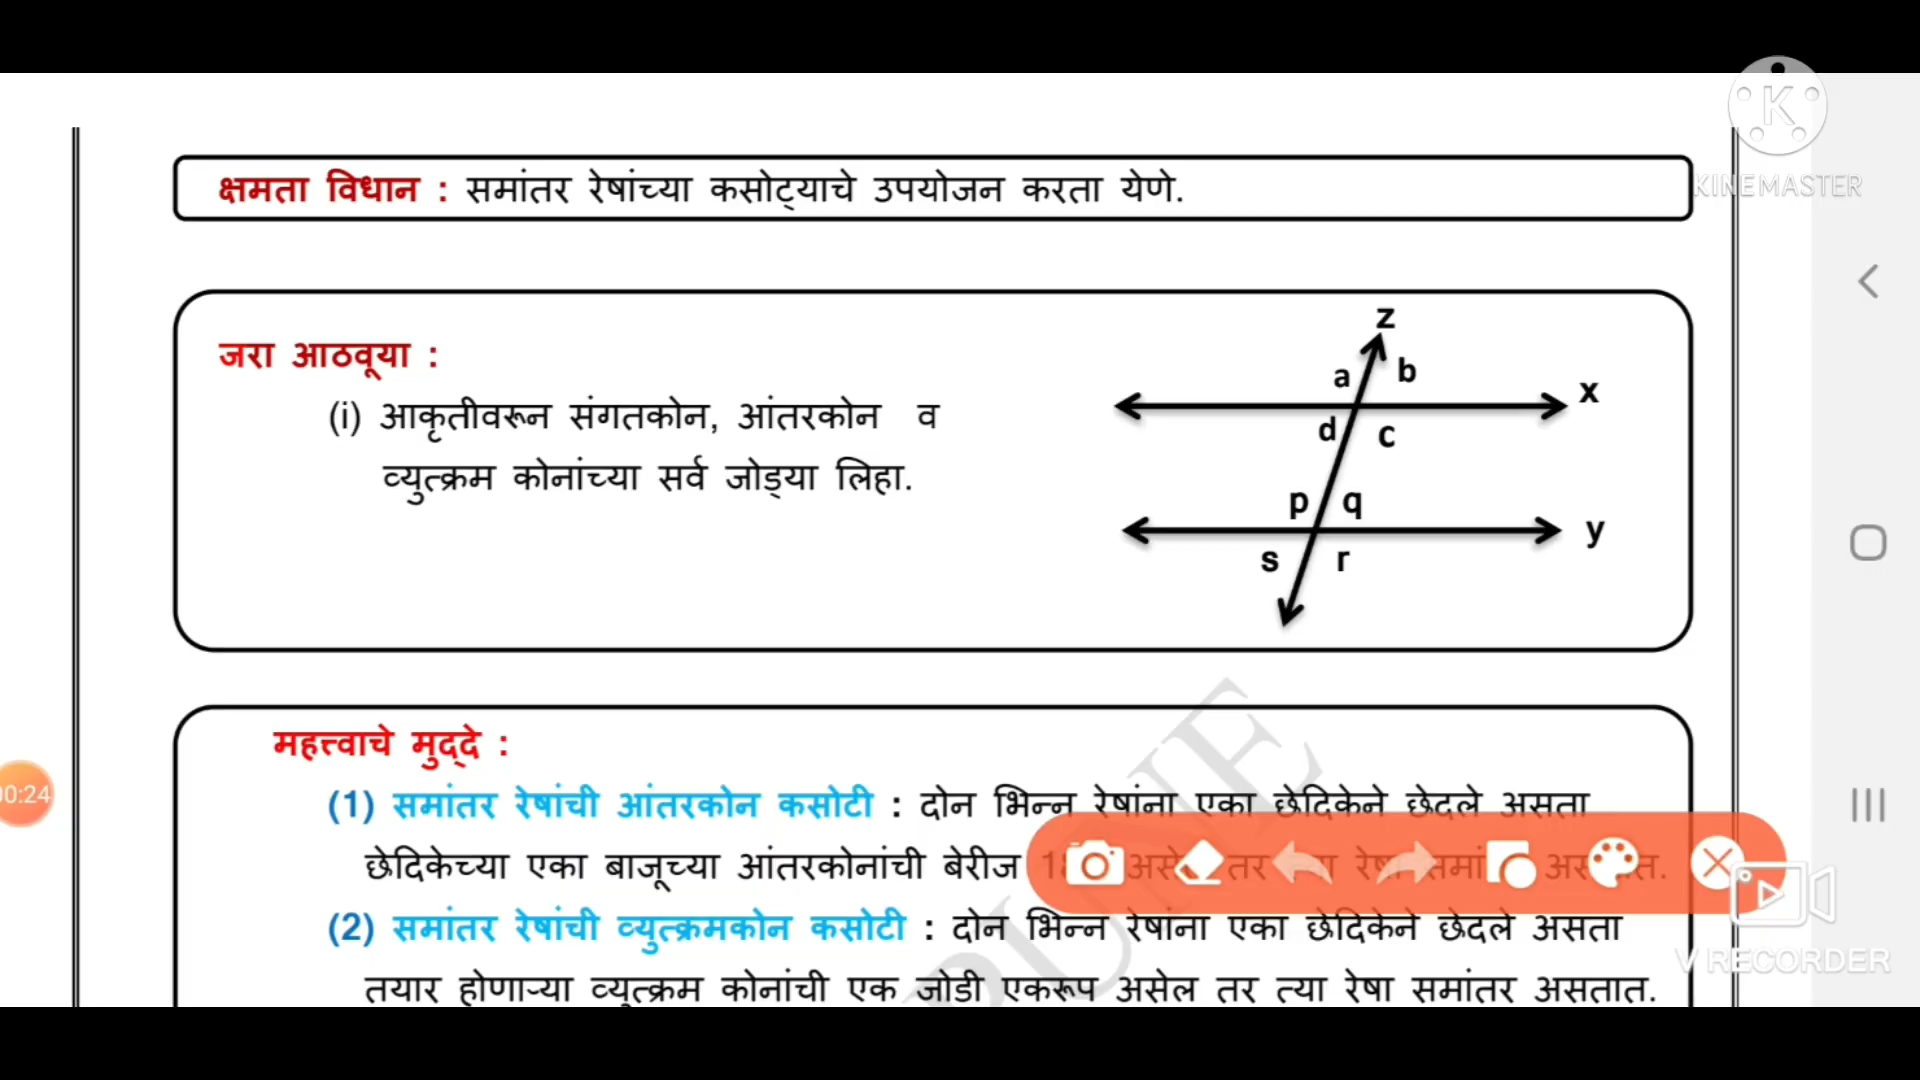 K
KINEMASTER
क्षमता विधान : समांतर रेषांच्या कसोट्याचे उपयोजन करता येणे.
जरा आठवूया :
(i) आकृतीवरून संगतकोन, आंतरकोन व
व्युत्क्रम कोनांच्या सर्व जोड्या लिहा.
z
a b
x
d c
p q
y
s r
महत्त्वाचे मुद्दे :
(1) समांतर रेषांची आंतरकोन कसोटी : दोन भिन्न रेषांना एका छेदिकेने छेदले असता
छेदिकेच्या एका बाजूच्या आंतरकोनांची बेरीज
(2) समांतर रेषांची व्युत्क्रमकोन कसोटी : दोन भिन्न रेषांना एका छेदिकेने छेदले असता
तयार होणाऱ्या व्युत्क्रम कोनांची एक जोडी एकरूप असेल तर त्या रेषा समांतर असतात.
00:24
PUNE
V RECORDER